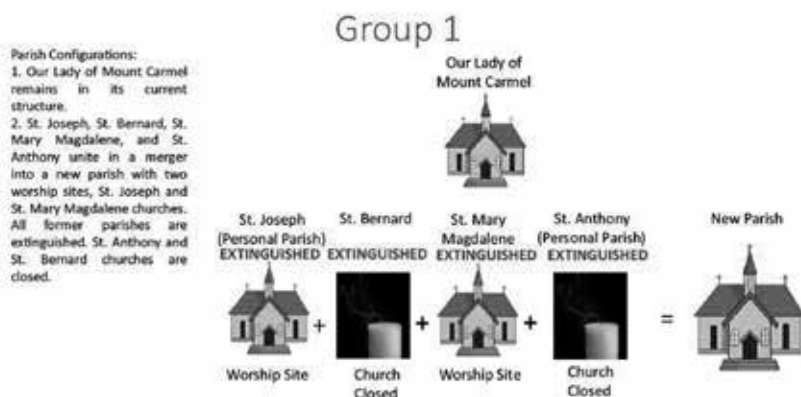 Group 1
Parish Configurations:
1. Our Lady of Mount Carmel
remains in its current
structure.
2. St. Joseph, St. Bernard, St.
Mary Magdalene, and St.
Anthony unite in a merger
into a new parish with two
worship sites, St. Joseph and
St. Mary Magdalene churches.
All former parishes are
extinguished. St. Anthony and
St. Bernard churches are
closed.
Our Lady of
Mount Carmel
St. Joseph
(Personal Parish)
EXTINGUISHED
St. Bernard
EXTINGUISHED
St. Mary
Magdalene
EXTINGUISHED
St. Anthony
(Personal Parish)
EXTINGUISHED
New Parish
+
+
+
=
Worship Site
Church
Closed
Worship Site
Church
Closed